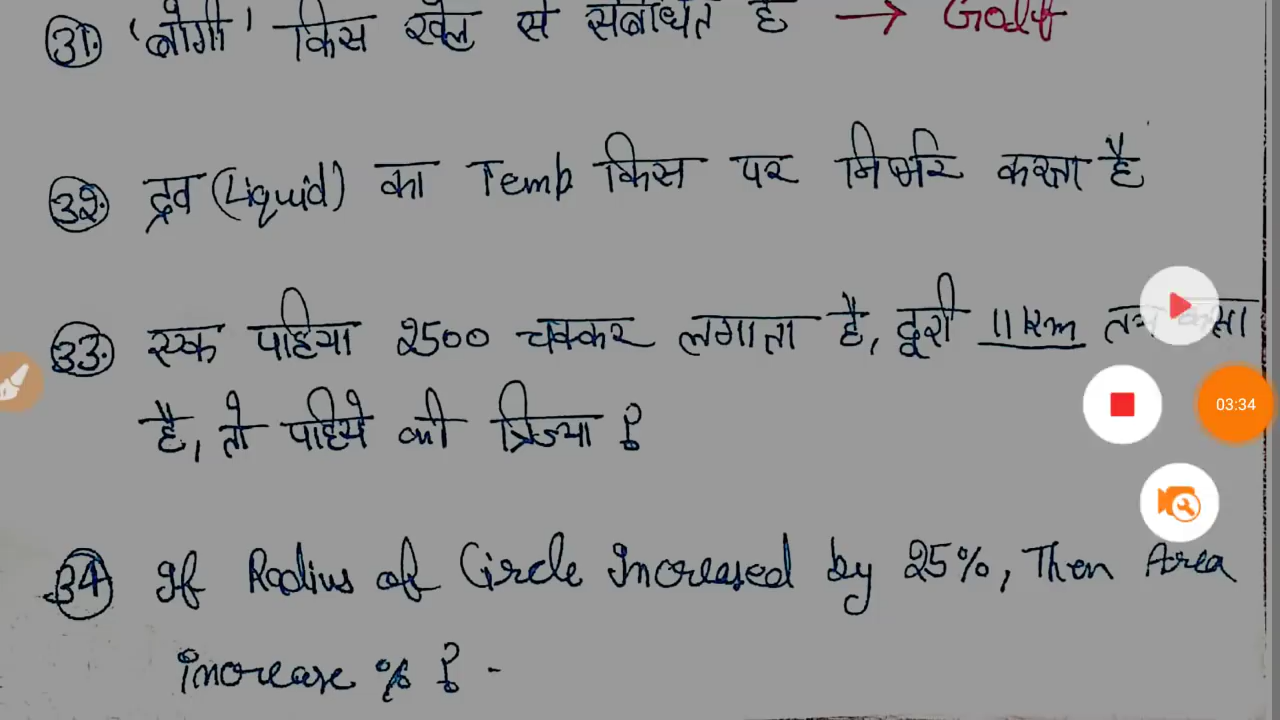 31. 'बोगी' किस खेल से संबंधित है → Golf
32. द्रव (Liquid) का Temp किस पर निर्भर करता है
33. एक पहिया 2500 चक्कर लगाता है, दूरी 11 km
है, तो पहिये की त्रिज्या ?
03:34
34 If Radius of Circle Increased by 25%, Then Area
increase % ? -